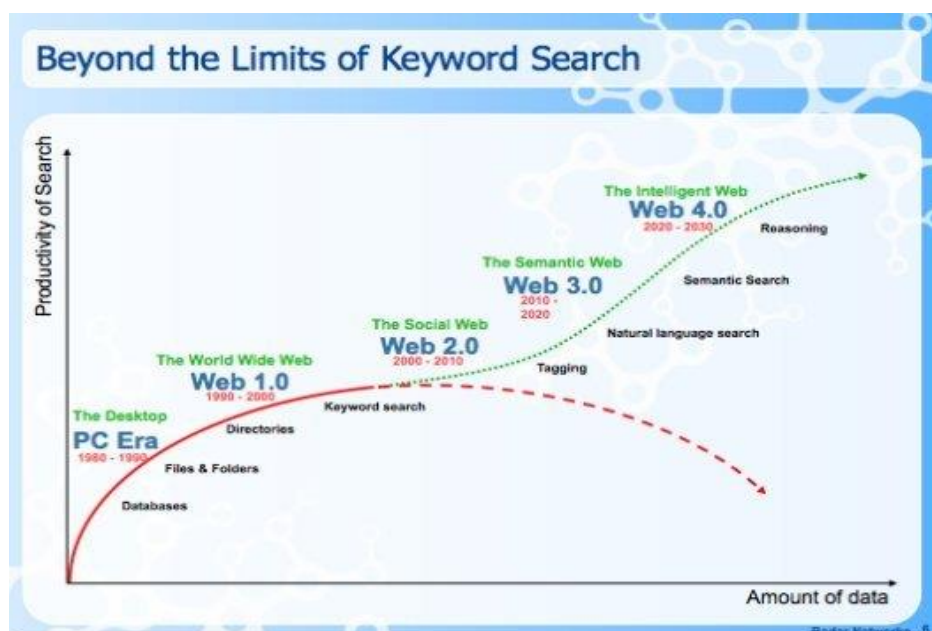 Beyond the Limits of Keyword Search
Productivity of Search
The Intelligent Web
Web 4.0
2020 - 2030
Reasoning
The Semantic Web
Web 3.0
2010 -
2020
Semantic Search
The Social Web
Web 2.0
2000 - 2010
Natural language search
The World Wide Web
Web 1.0
1990 - 2000
Tagging
Keyword search
The Desktop
PC Era
1980 - 1990
Directories
Files & Folders
Databases
Amount of data
Radar Networks 6